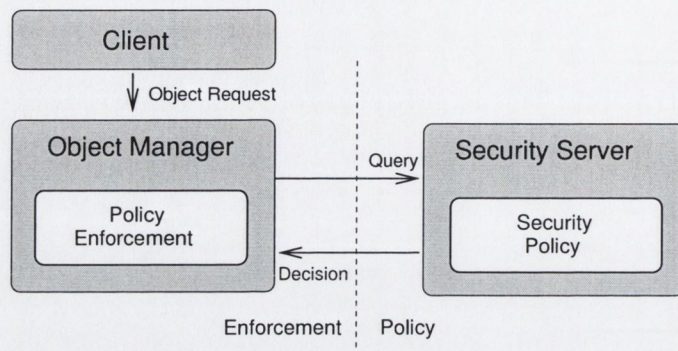 Client
Object Request
Object Manager
Policy
Enforcement
Query
Decision
Security Server
Security
Policy
Enforcement
Policy